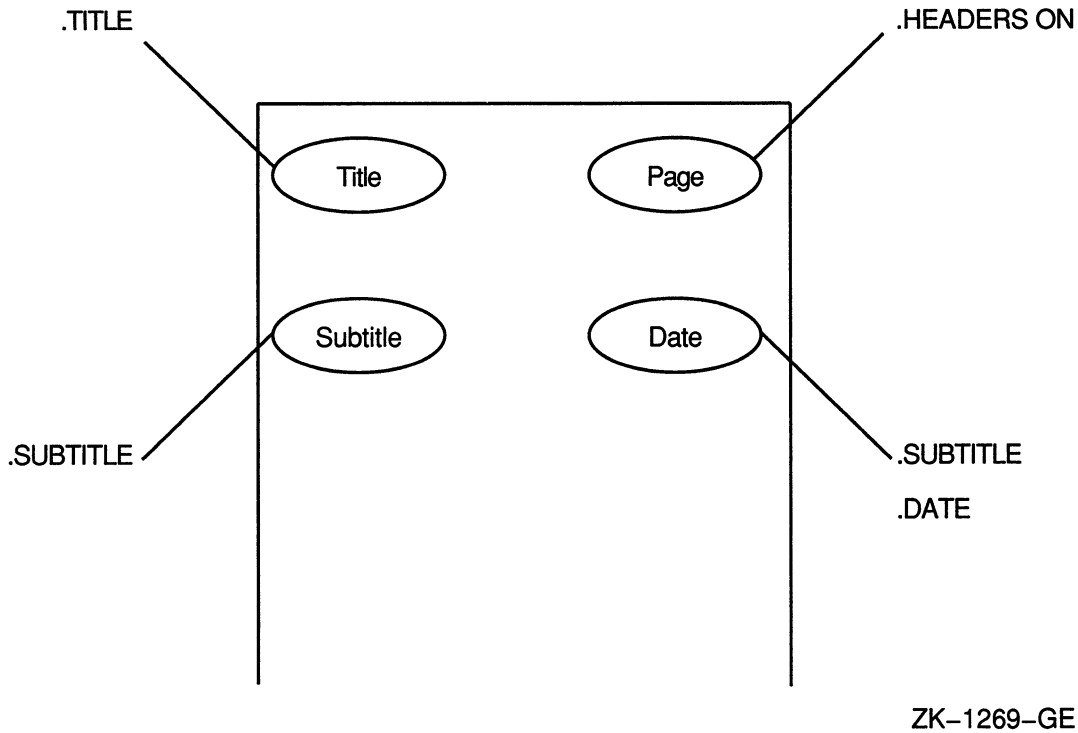 .TITLE
.HEADERS ON
Title
Page
Subtitle
Date
.SUBTITLE
.SUBTITLE
.DATE
ZK–1269–GE